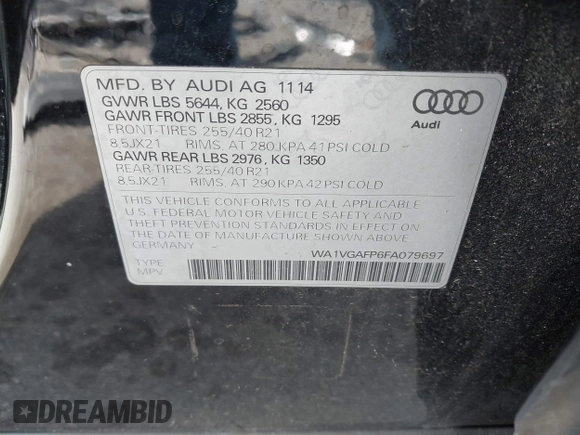 MFD. BY AUDI AG 1114
GVWR LBS 5644, KG 2560
GAWR FRONT LBS 2855, KG 1295
FRONT-TIRES 255/40 R21
8.5JX21 RIMS, AT 280 KPA 41 PSI COLD
GAWR REAR LBS 2976, KG 1350
REAR TIRES 255/40 R21
8.5JX21 RIMS, AT 290 KPA 42 PSI COLD
Audi
THIS VEHICLE CONFORMS TO ALL APPLICABLE
U.S. FEDERAL MOTOR VEHICLE SAFETY AND
THEFT PREVENTION STANDARDS IN EFFECT ON
THE DATE OF MANUFACTURE SHOWN ABOVE.
WA1VGAFP6FA079697
TYPE
MPV
DREAMBID